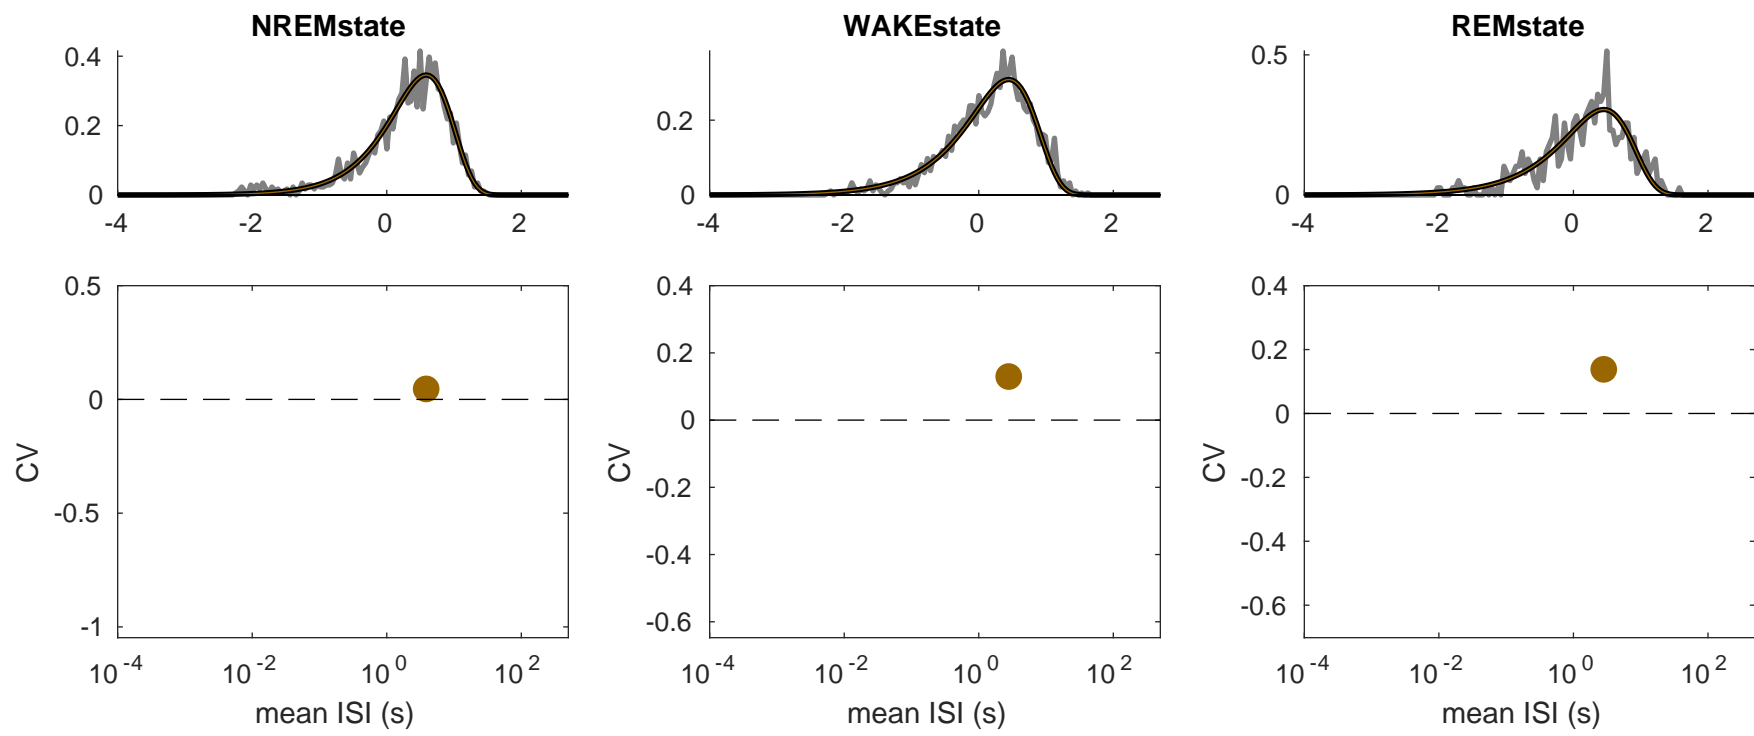 NREMstate WAKEstate REMstate
0.4 0.2 0.5
0.2
0 0 0
-4 -2 0 2 -4 -2 0 2 -4 -2 0 2
0.5 0.4 0.4
0.2 0.2
0 0 0
CV -0.5 -0.2 CV -0.2
-0.4 -0.4
-1 -0.6 -0.6
10^-4 10^-2 10^0 10^2 10^-4 10^-2 10^0 10^2 10^-4 10^-2 10^0 10^2
mean ISI (s) mean ISI (s) mean ISI (s)